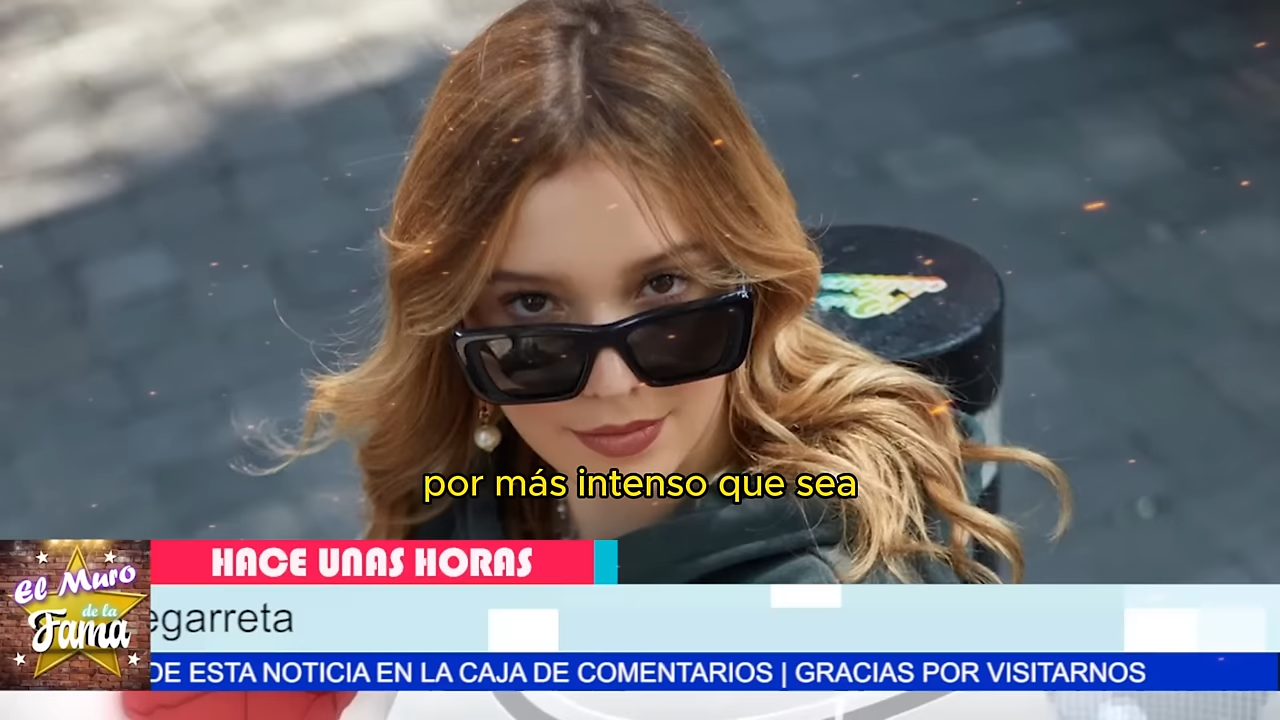 por más intenso que sea
HACE UNAS HORAS
El Muro
de la
Fama
egarreta
DE ESTA NOTICIA EN LA CAJA DE COMENTARIOS | GRACIAS POR VISITARNOS